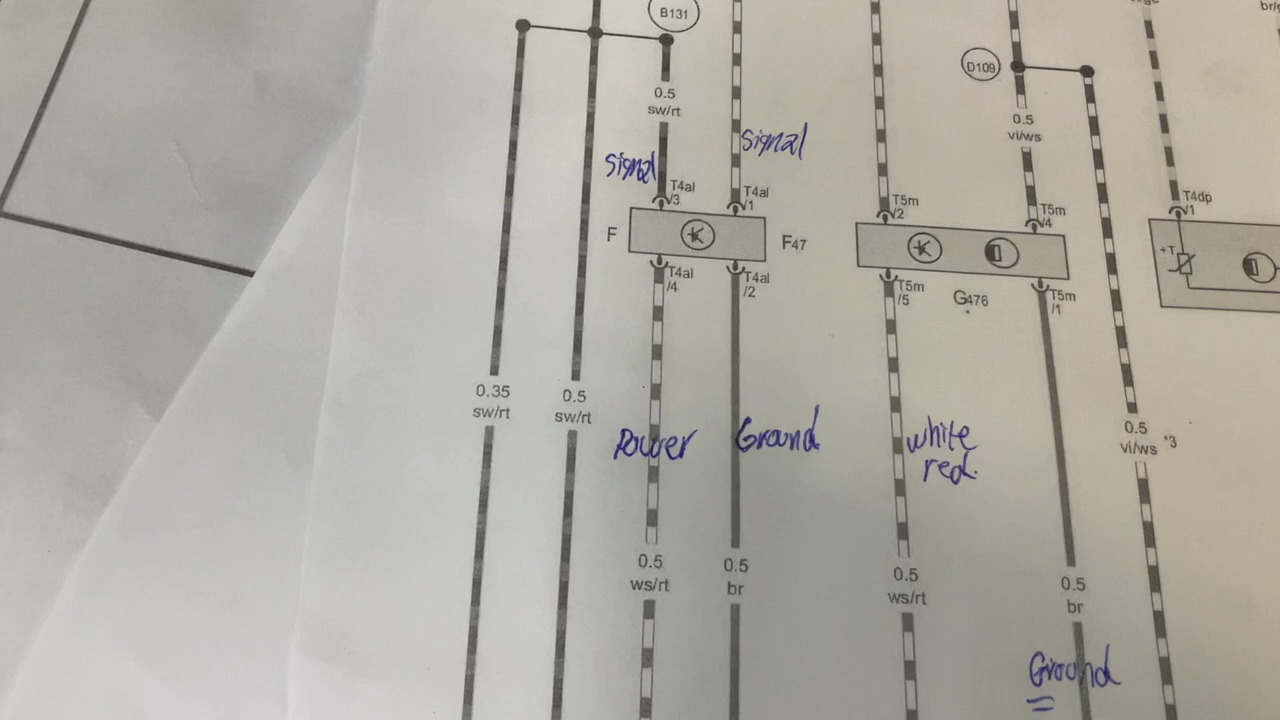 B131
br/g
D109
0.5
sw/rt
0.5
vi/ws
signal
signal
T4al
/3
T4al
/1
T5m
/2
T5m
/4
T4dp
/1
F
F47
+T
T4al
/4
T4al
/2
T5m
/5
G476
T5m
/1
0.35
sw/rt
0.5
sw/rt
Power
Ground
white
red.
0.5
vi/ws
*3
0.5
ws/rt
0.5
br
0.5
ws/rt
0.5
br
Ground